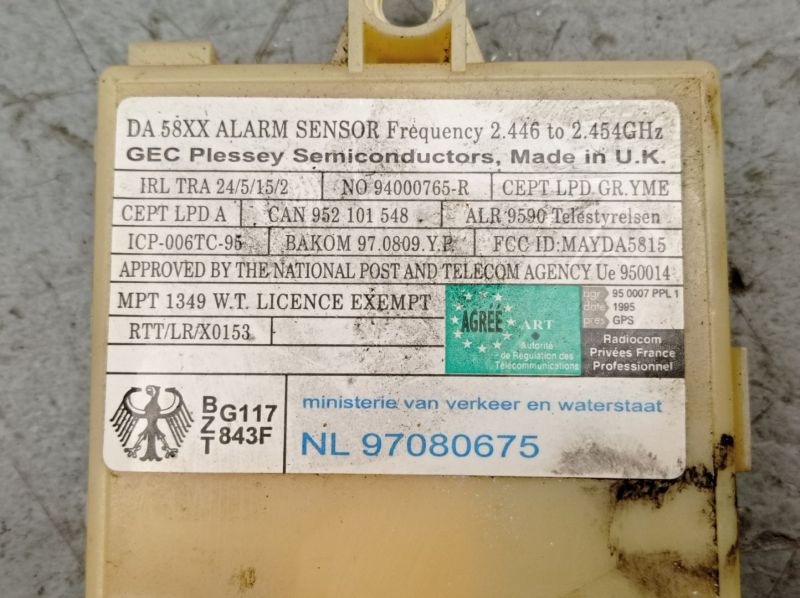 DA 58XX ALARM SENSOR Frequency 2.446 to 2.454GHz
GEC Plessey Semiconductors, Made in U.K.
IRL TRA 24/5/15/2 NO 94000765-R CEPT LPD GR.YME
CEPT LPD A CAN 952 101 548 ALR 9590 Telestyrelsen
ICP-006TC-95 BAKOM 97.0809.Y.P. FCC ID:MAYDA5815
APPROVED BY THE NATIONAL POST AND TELECOM AGENCY Ue 950014
MPT 1349 W.T. LICENCE EXEMPT
RTT/LR/X0153
AGRÉÉ
ART
Autorité
de Régulation des
Télécommunications
agr 95 0007 PPL 1
date 1995
pres GPS
Radiocom
Privées France
Professionnel
BZT G117
843F
ministerie van verkeer en waterstaat
NL 97080675